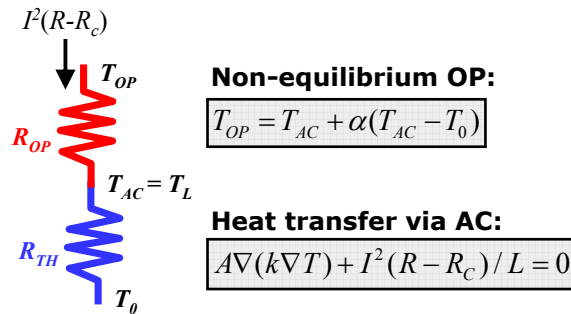 I²(R-R_c)
T_OP
Non-equilibrium OP:
T_OP = T_AC + α(T_AC − T_0)
R_OP
T_AC = T_L
Heat transfer via AC:
R_TH
A∇(k∇T) + I²(R − R_C) / L = 0
T_0